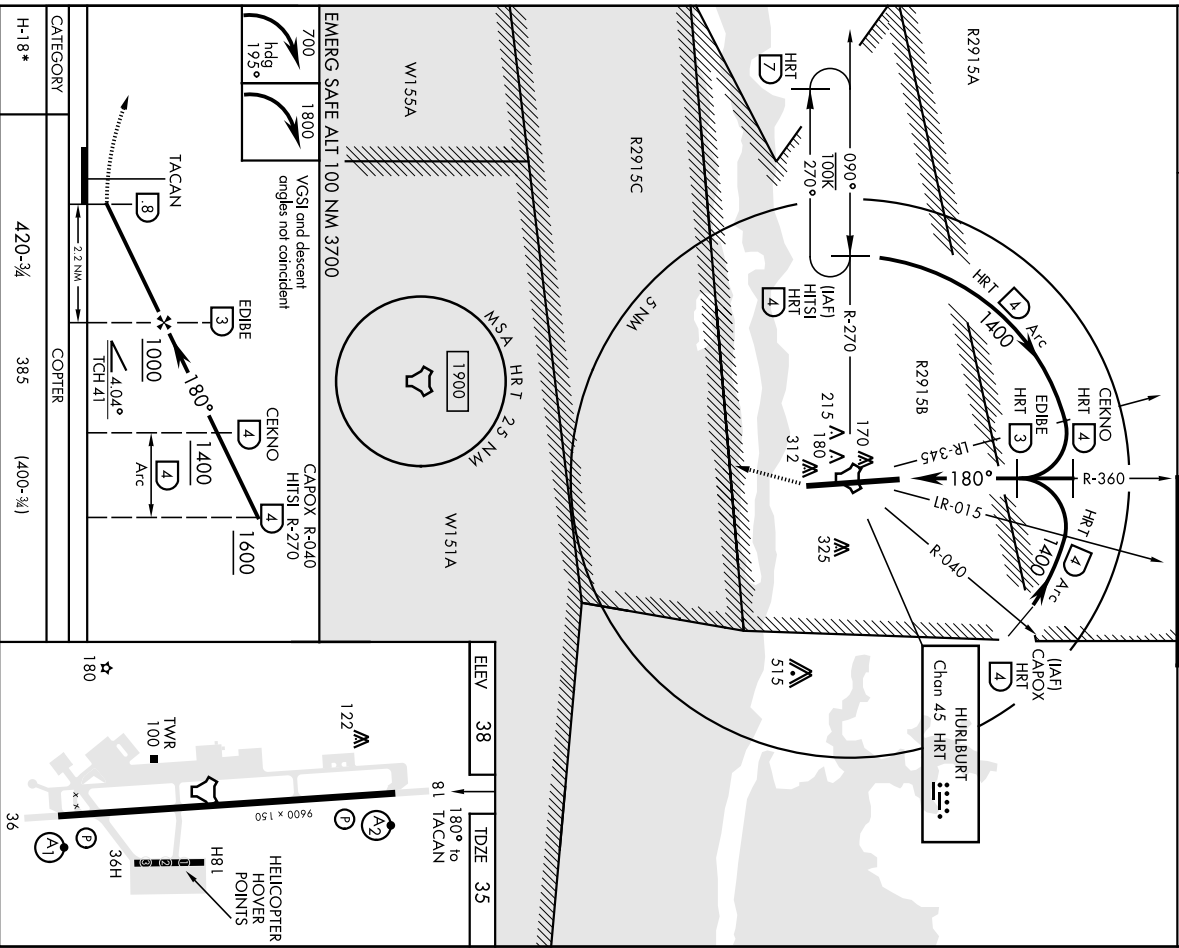 R2915A
HRT 4 Arc
1400
CEKNO
HRT 4
EDIBE
HRT 3
R-360
HRT 4 Arc
1400
(IAF)
CAPOX
HRT
4
HRT
7
090°
100K
270°
(IAF)
HITSI
HRT
4
R-270
R2915B
LR-345
180°
LR-015
R-040
170
215
180
312
325
HURLBURT
Chan 45 HRT
5 NM
515
R2915C
W155A
W151A
MSA HRT 25 NM
1900
EMERG SAFE ALT 100 NM 3700
700
hdg
195°
1800
VGSI and descent
angles not coincident
CAPOX R-040
HITSI R-270
TACAN
.8
EDIBE
3
CEKNO
4
4
1600
180°
1000
1400
4
Arc
4.04°
TCH 41
2.2 NM
CATEGORY
COPTER
H-18*
420-¾
385
(400-¾)
ELEV 38
TDZE 35
180° to
TACAN
18
122
A2
P
9600 x 150
TWR
100
180
H18
1
2
3
36H
HELICOPTER
HOVER
POINTS
x x
P
A1
36